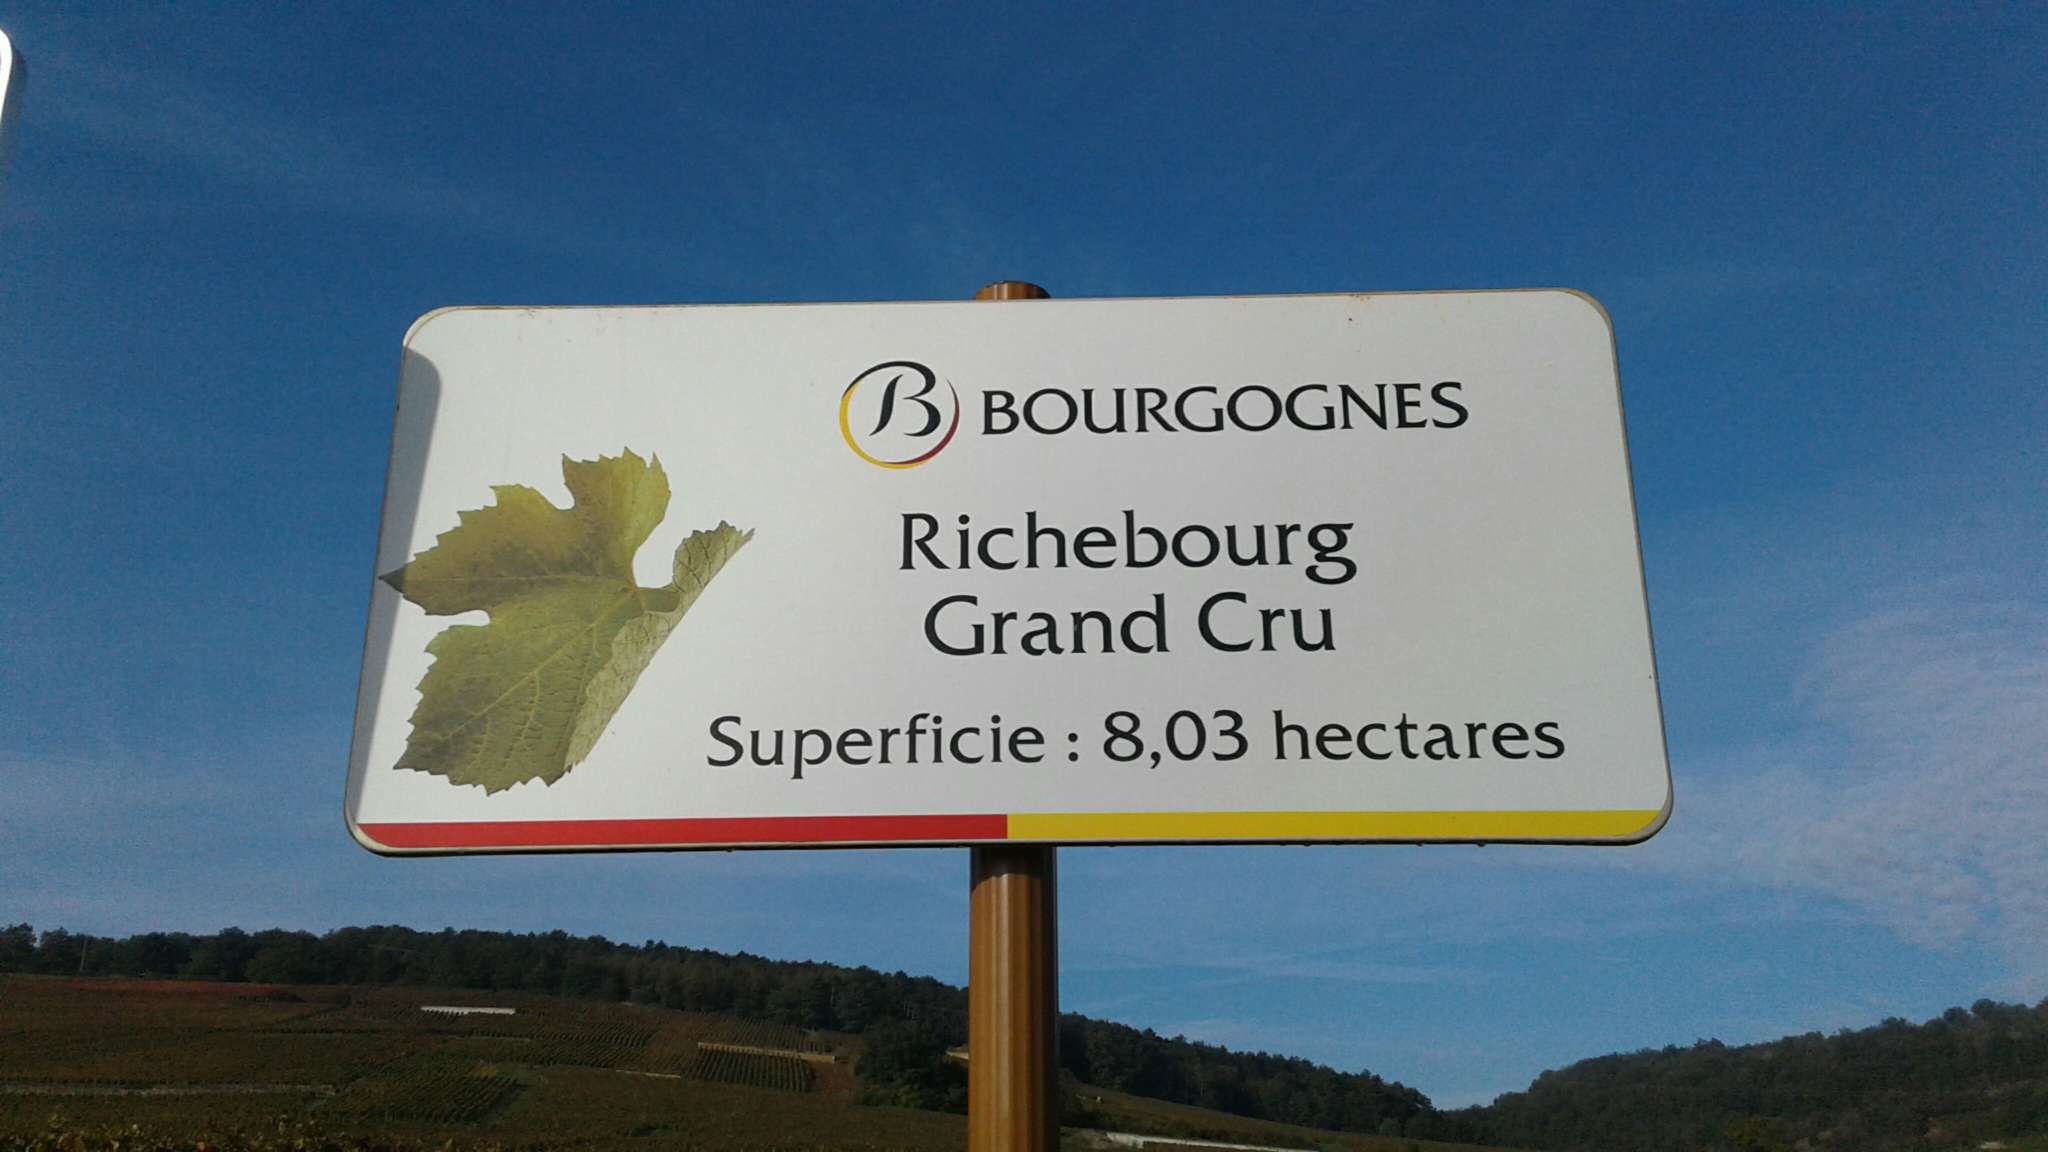 B BOURGOGNES
Richebourg
Grand Cru
Superficie : 8,03 hectares